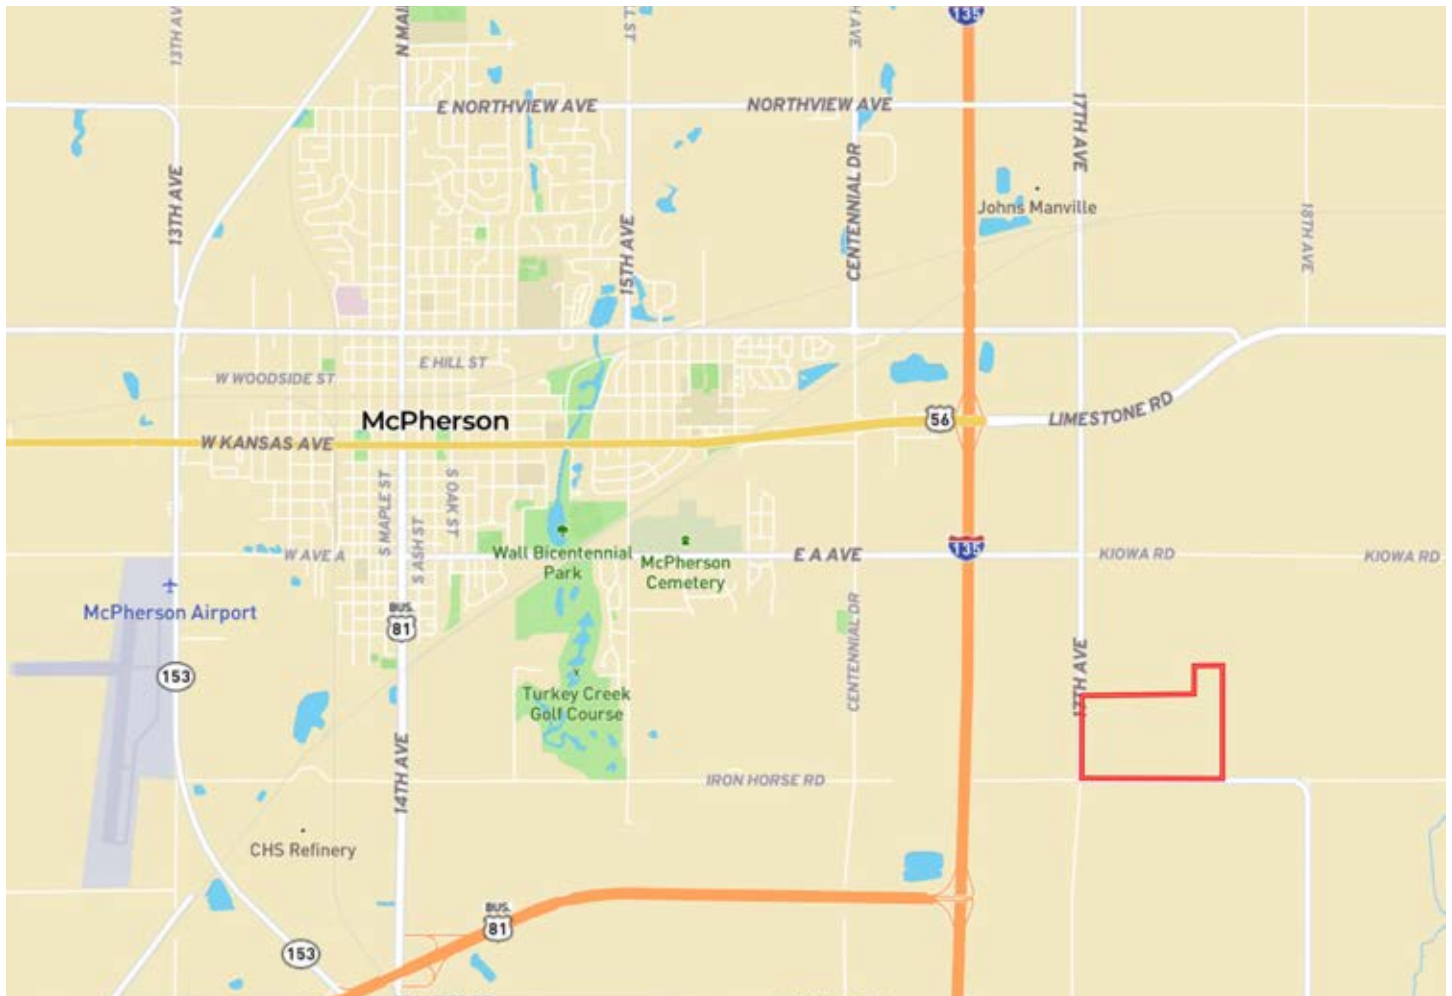 13TH AV
N MAI
LL ST
H AVE
135
E NORTHVIEW AVE
NORTHVIEW AVE
17TH AVE
13TH AVE
CENTENNIAL DR
Johns Manville
15TH AVE
18TH AVE
E HILL ST
W WOODSIDE ST
McPherson
56
LIMESTONE RD
W KANSAS AVE
S MAPLE ST
S OAK ST
S ASH ST
W AVE A
Wall Bicentennial
Park
McPherson
Cemetery
E A AVE
135
KIOWA RD
KIOWA RD
McPherson Airport
BUS.
81
CENTENNIAL DR
17TH AVE
153
Turkey Creek
Golf Course
14TH AVE
IRON HORSE RD
CHS Refinery
BUS.
81
153